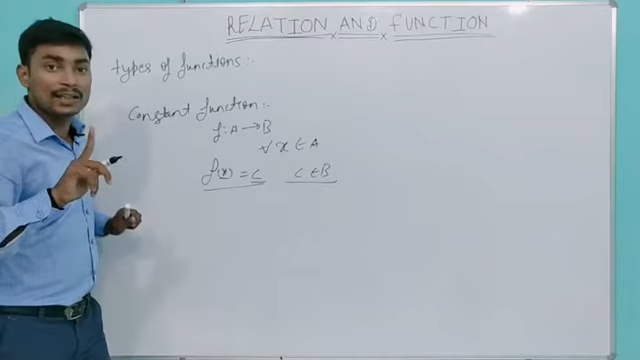 RELATION AND FUNCTION
types of functions :-
Constant function :-
f: A → B
∀ x ∈ A
f(x) = c c ∈ B